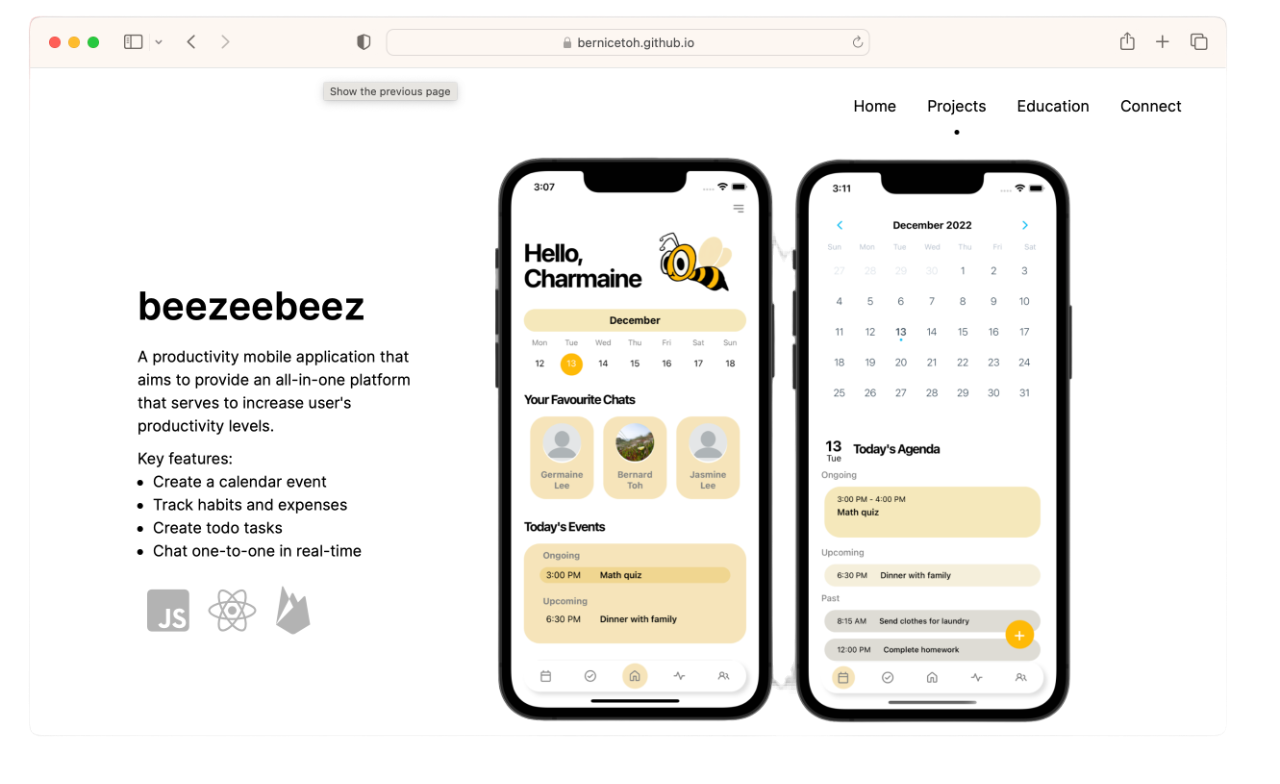 bernicetoh.github.io
Show the previous page
Home Projects Education Connect
beezeebeez
A productivity mobile application that
aims to provide an all-in-one platform
that serves to increase user's
productivity levels.
Key features:
• Create a calendar event
• Track habits and expenses
• Create todo tasks
• Chat one-to-one in real-time
JS
3:07
Hello,
Charmaine
December
Mon Tue Wed Thu Fri Sat Sun
12 13 14 15 16 17 18
Your Favourite Chats
Germaine Bernard Jasmine
Lee Toh Lee
Today's Events
Ongoing
3:00 PM Math quiz
Upcoming
6:30 PM Dinner with family
3:11
December 2022
Sun Mon Tue Wed Thu Fri Sat
27 28 29 30 1 2 3
4 5 6 7 8 9 10
11 12 13 14 15 16 17
18 19 20 21 22 23 24
25 26 27 28 29 30 31
13 Today's Agenda
Tue
Ongoing
3:00 PM - 4:00 PM
Math quiz
Upcoming
6:30 PM Dinner with family
Past
8:15 AM Send clothes for laundry
12:00 PM Complete homework